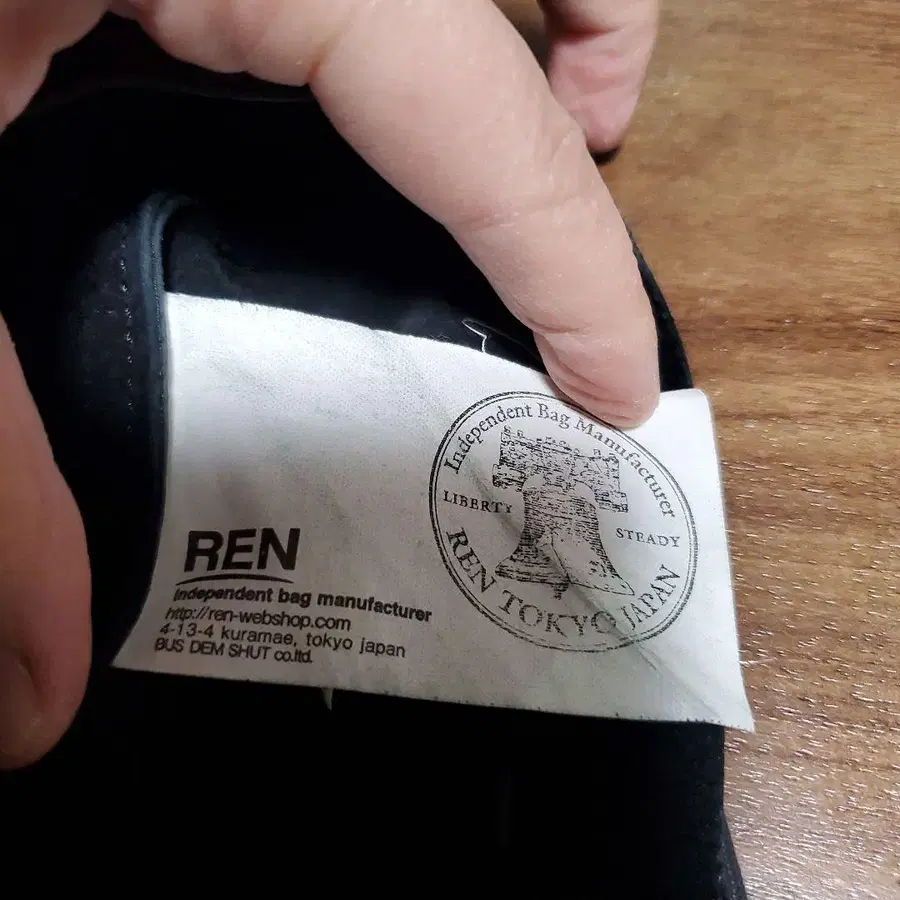 REN
Independent bag manufacturer
http://ren-webshop.com
4-13-4 kuramae, tokyo japan
BUS DEM SHUT co.ltd.
Independent Bag Manufacturer
LIBERTY
STEADY
REN TOKYO JAPAN